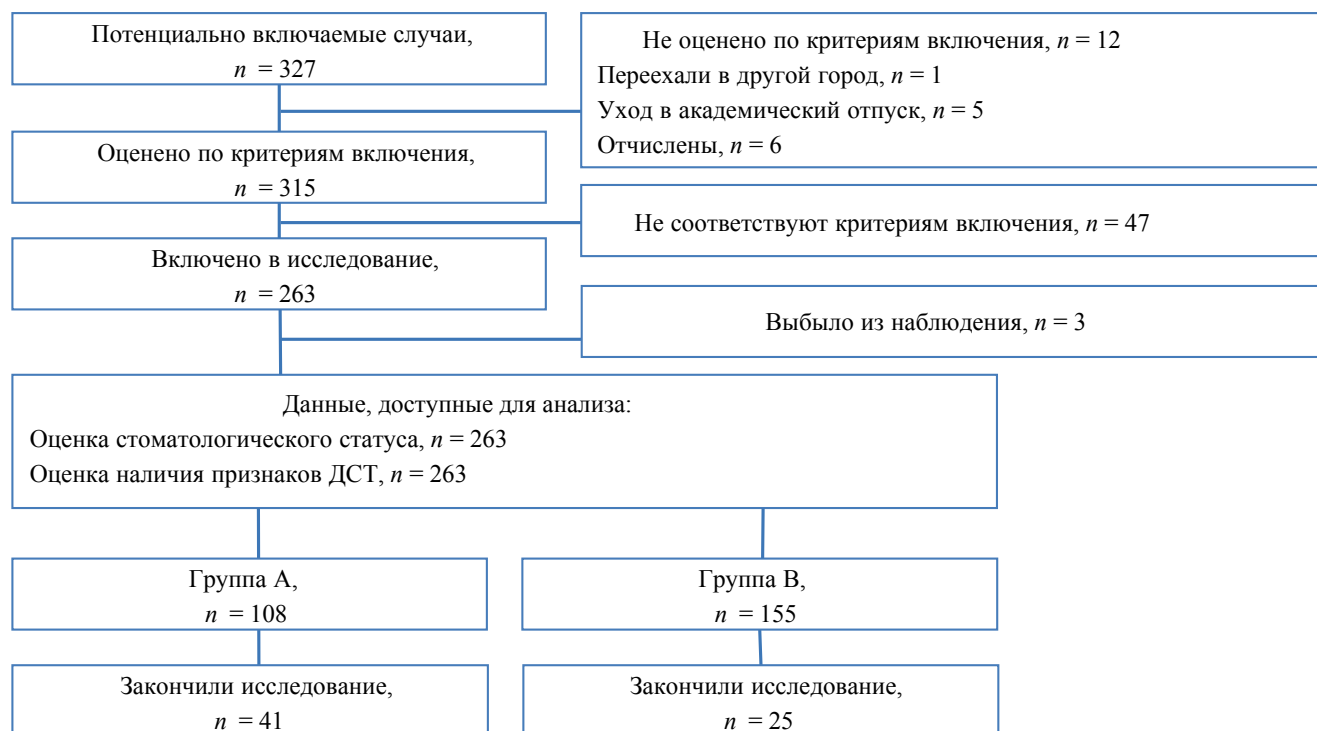 Потенциально включаемые случаи,
n = 327
Не оценено по критериям включения, n = 12
Переехали в другой город, n = 1
Уход в академический отпуск, n = 5
Отчислены, n = 6
Оценено по критериям включения,
n = 315
Не соответствуют критериям включения, n = 47
Включено в исследование,
n = 263
Выбыло из наблюдения, n = 3
Данные, доступные для анализа:
Оценка стоматологического статуса, n = 263
Оценка наличия признаков ДСТ, n = 263
Группа А,
n = 108
Группа В,
n = 155
Закончили исследование,
n = 41
Закончили исследование,
n = 25